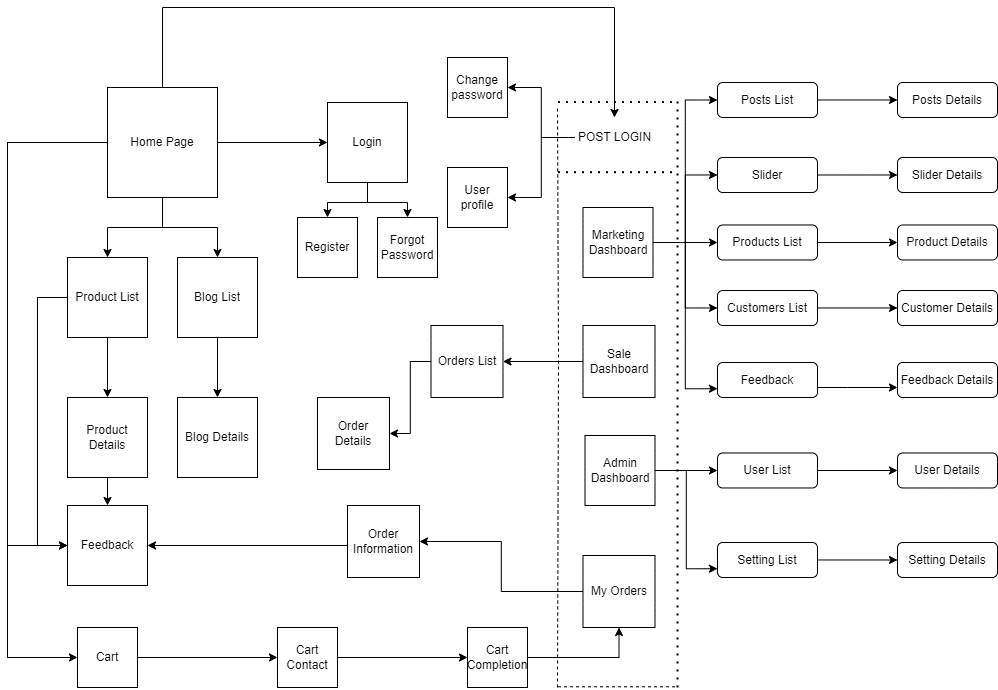 Change
password
Posts List
Posts Details
Home Page
Login
POST LOGIN
User
profile
Slider
Slider Details
Register
Forgot
Password
Marketing
Dashboard
Products List
Product Details
Product List
Blog List
Customers List
Customer Details
Orders List
Sale
Dashboard
Feedback
Feedback Details
Product
Details
Blog Details
Order
Details
Admin
Dashboard
User List
User Details
Feedback
Order
Information
My Orders
Setting List
Setting Details
Cart
Cart
Contact
Cart
Completion